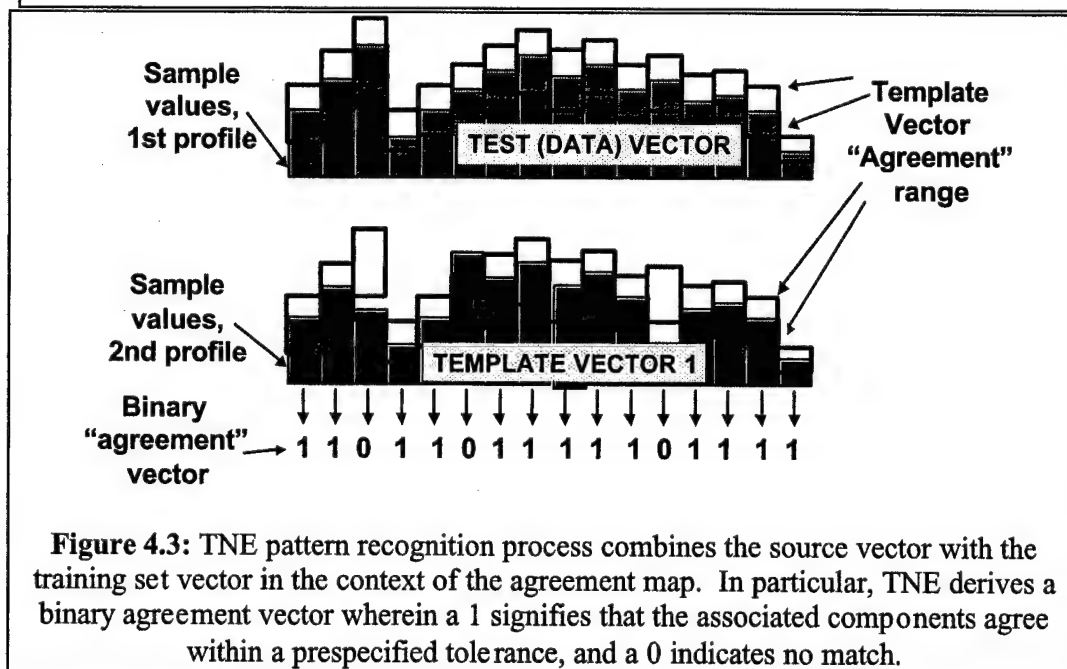 Sample
values,
1st profile
TEST (DATA) VECTOR
Template
Vector
“Agreement”
range
Sample
values,
2nd profile
TEMPLATE VECTOR 1
Binary
“agreement”
vector
1 1 0 1 1 0 1 1 1 1 1 0 1 1 1 1
Figure 4.3: TNE pattern recognition process combines the source vector with the
training set vector in the context of the agreement map. In particular, TNE derives a
binary agreement vector wherein a 1 signifies that the associated components agree
within a prespecified tolerance, and a 0 indicates no match.